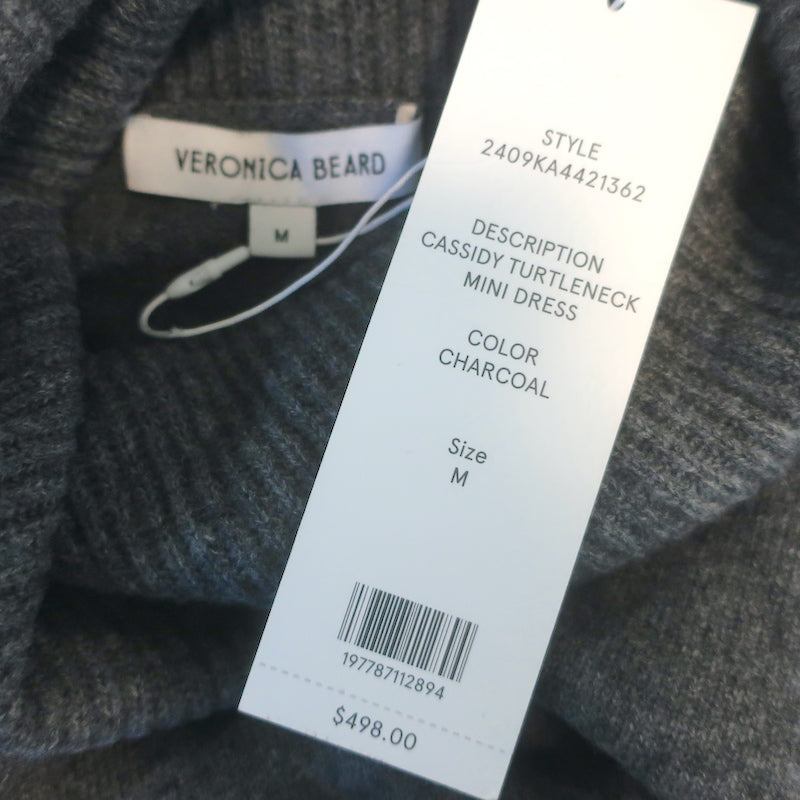 VERONICA BEARD
M
STYLE
2409KA4421362
DESCRIPTION
CASSIDY TURTLENECK
MINI DRESS
COLOR
CHARCOAL
Size
M
197787112894
$498.00